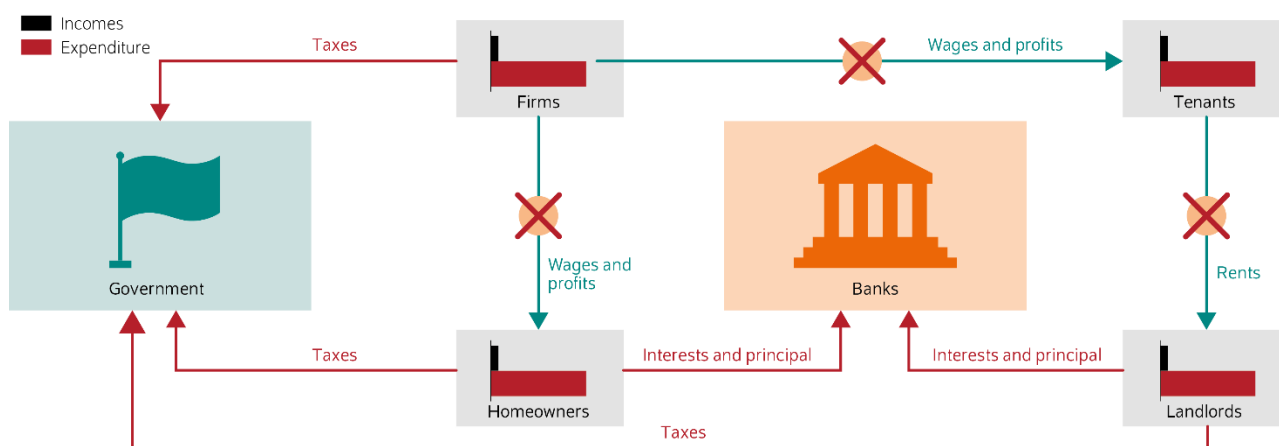 Incomes
Expenditure
Taxes
Wages and profits
Firms
Tenants
Government
Wages and
profits
Banks
Rents
Taxes
Interests and principal
Interests and principal
Homeowners
Landlords
Taxes